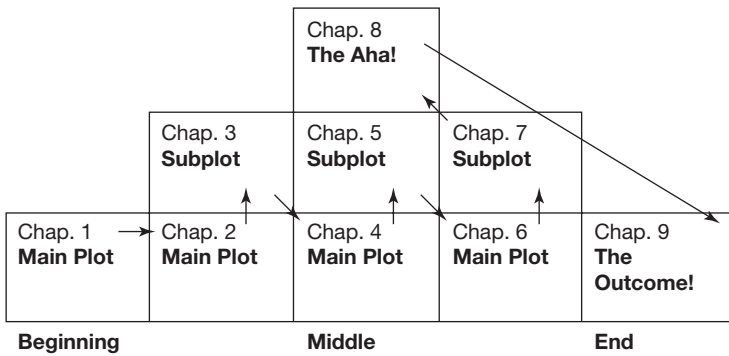 Chap. 8
The Aha!
Chap. 3
Subplot
Chap. 5
Subplot
Chap. 7
Subplot
Chap. 1
Main Plot
Chap. 2
Main Plot
Chap. 4
Main Plot
Chap. 6
Main Plot
Chap. 9
The
Outcome!
Beginning
Middle
End